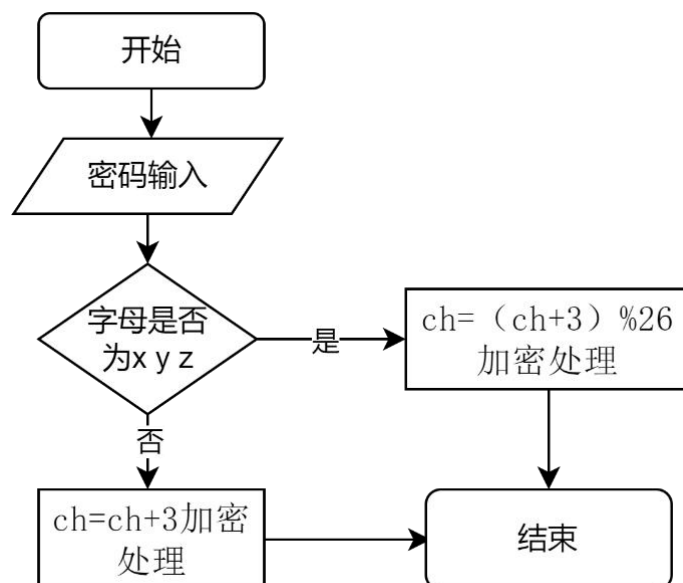 开始
密码输入
字母是否
为x y z
是
ch=（ch+3）%26
加密处理
否
ch=ch+3加密
处理
结束